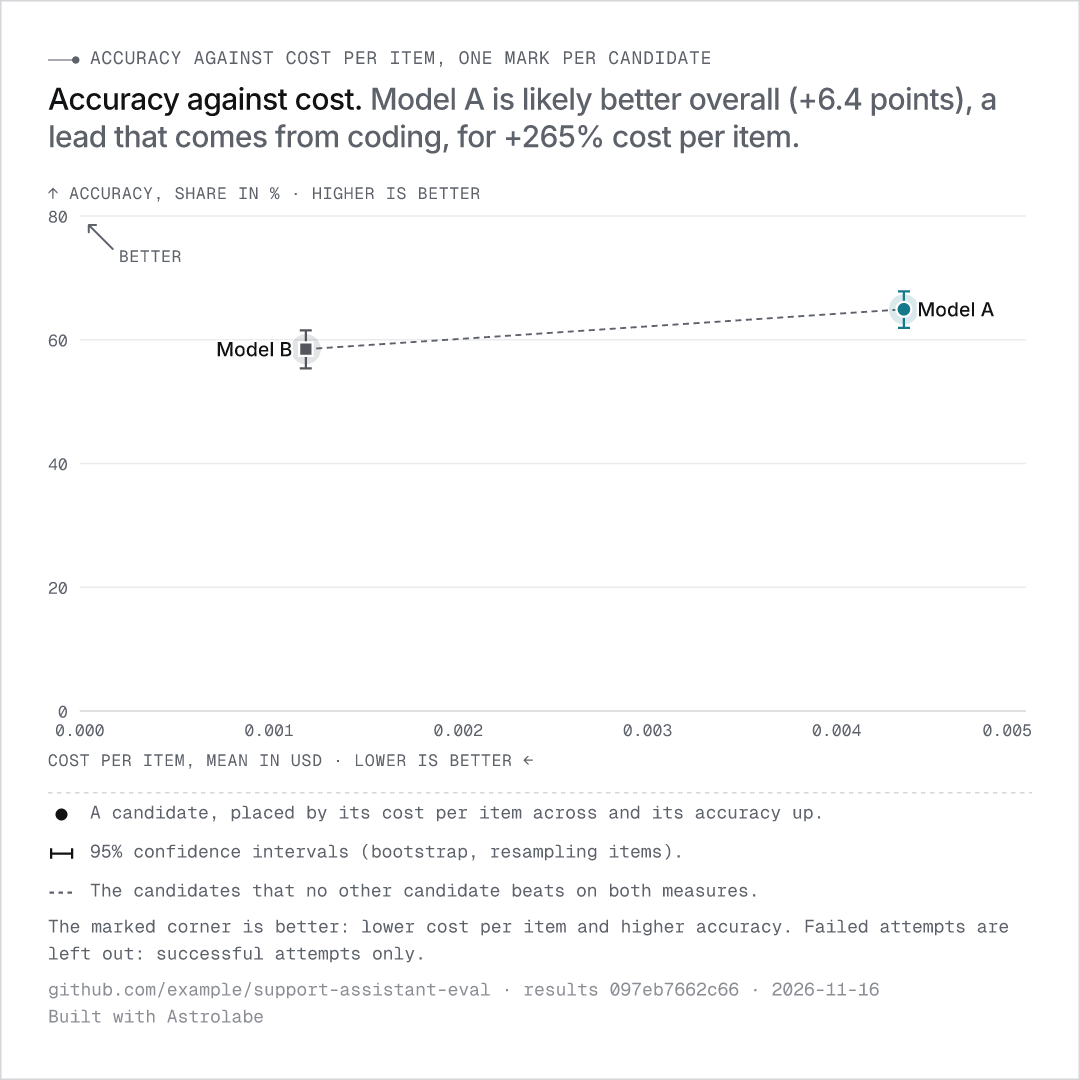 ACCURACY AGAINST COST PER ITEM, ONE MARK PER CANDIDATE
Accuracy against cost. Model A is likely better overall (+6.4 points), a
lead that comes from coding, for +265% cost per item.
↑ ACCURACY, SHARE IN % · HIGHER IS BETTER
80
BETTER
Model A
60
Model B
40
20
0
0.000 0.001 0.002 0.003 0.004 0.005
COST PER ITEM, MEAN IN USD · LOWER IS BETTER ←
A candidate, placed by its cost per item across and its accuracy up.
95% confidence intervals (bootstrap, resampling items).
The candidates that no other candidate beats on both measures.
The marked corner is better: lower cost per item and higher accuracy. Failed attempts are
left out: successful attempts only.
github.com/example/support-assistant-eval · results 097eb7662c66 · 2026-11-16
Built with Astrolabe